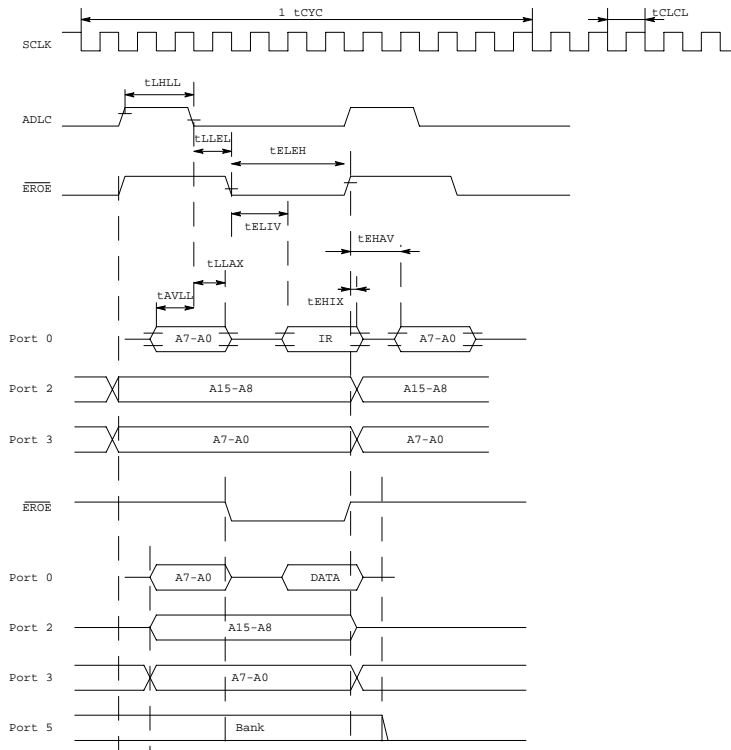 1 tCYC
tCLCL
SCLK
tLHLL
ADLC
tLLEL
tELEH
EROE
tELIV
tEHAV
tLLAX
tAVLL
tEHIX
Port 0 A7-A0 IR A7-A0
Port 2 A15-A8 A15-A8
Port 3 A7-A0 A7-A0
EROE
Port 0 A7-A0 DATA
Port 2 A15-A8
Port 3 A7-A0
Port 5 Bank